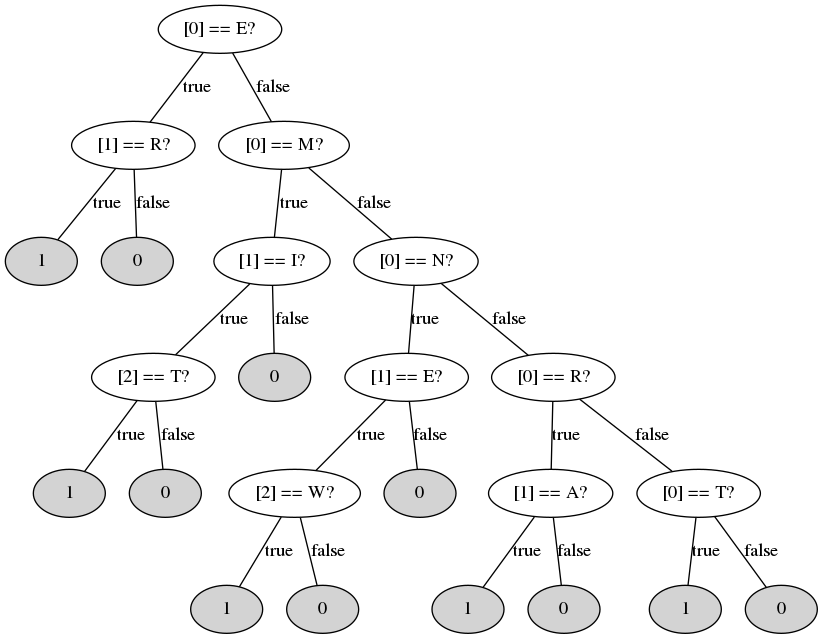 [0] == E?
true
false
[1] == R?
[0] == M?
true
false
true
false
1
0
[1] == I?
[0] == N?
true
false
true
false
[2] == T?
0
[1] == E?
[0] == R?
true
false
true
false
true
false
1
0
[2] == W?
0
[1] == A?
[0] == T?
true
false
true
false
true
false
1
0
1
0
1
0